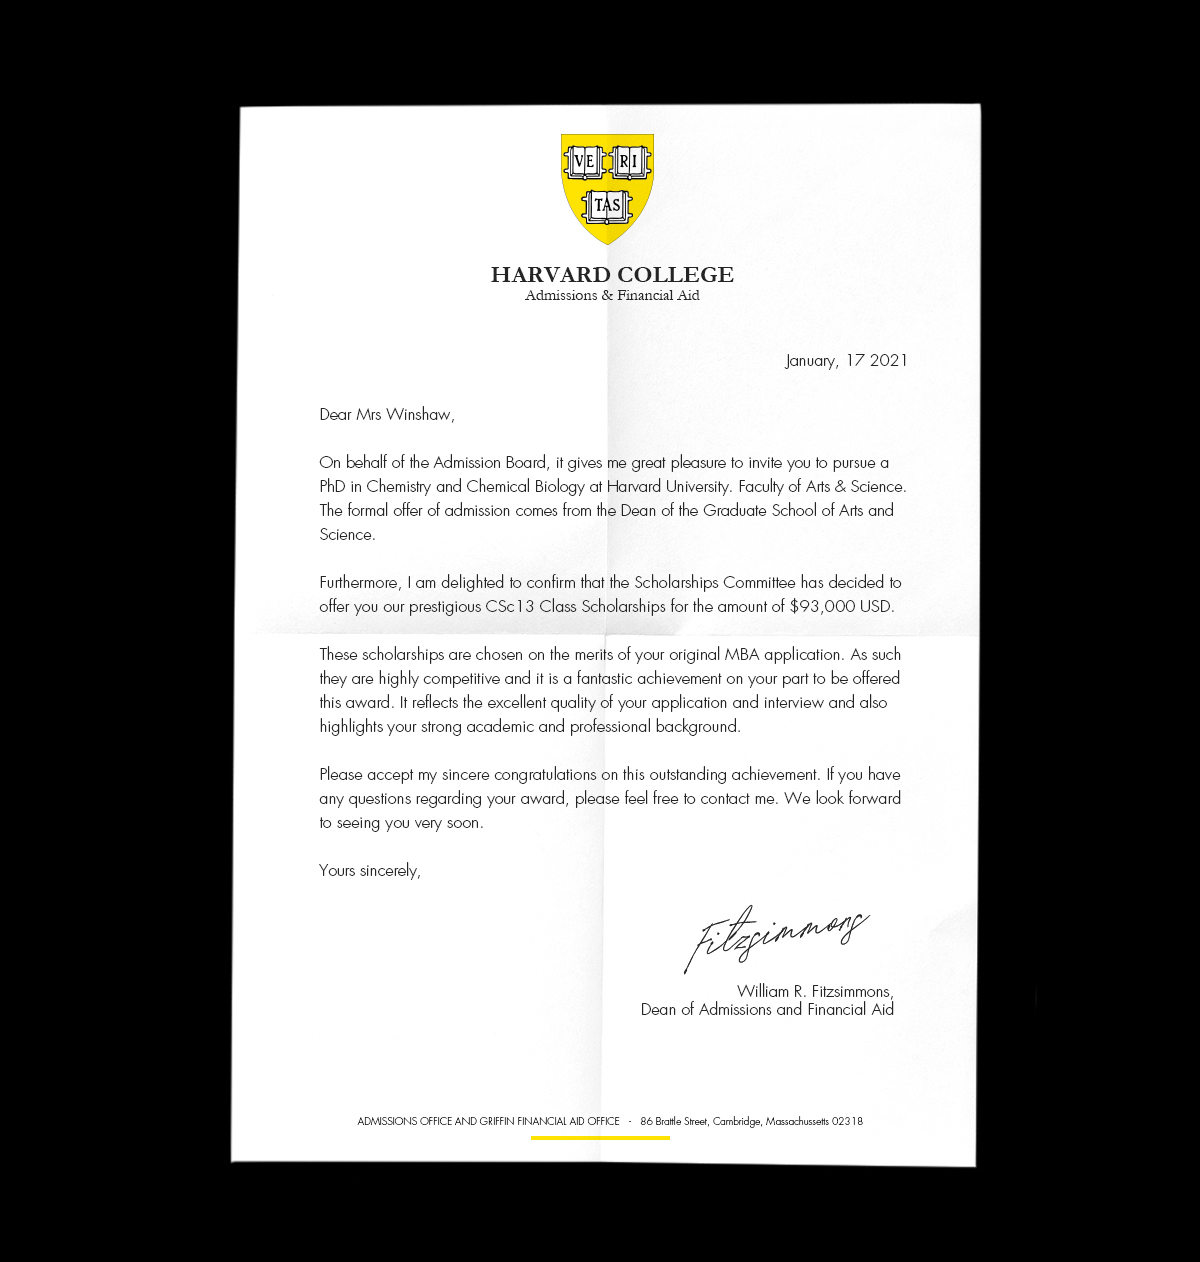 VE RI
TAS
HARVARD COLLEGE
Admissions & Financial Aid
January, 17 2021
Dear Mrs Winshaw,
On behalf of the Admission Board, it gives me great pleasure to invite you to pursue a
PhD in Chemistry and Chemical Biology at Harvard University. Faculty of Arts & Science.
The formal offer of admission comes from the Dean of the Graduate School of Arts and
Science.
Furthermore, I am delighted to confirm that the Scholarships Committee has decided to
offer you our prestigious CSc13 Class Scholarships for the amount of $93,000 USD.
These scholarships are chosen on the merits of your original MBA application. As such
they are highly competitive and it is a fantastic achievement on your part to be offered
this award. It reflects the excellent quality of your application and interview and also
highlights your strong academic and professional background.
Please accept my sincere congratulations on this outstanding achievement. If you have
any questions regarding your award, please feel free to contact me. We look forward
to seeing you very soon.
Yours sincerely,
Fitzsimmons
William R. Fitzsimmons,
Dean of Admissions and Financial Aid
ADMISSIONS OFFICE AND GRIFFIN FINANCIAL AID OFFICE - 86 Brattle Street, Cambridge, Massachussetts 02318